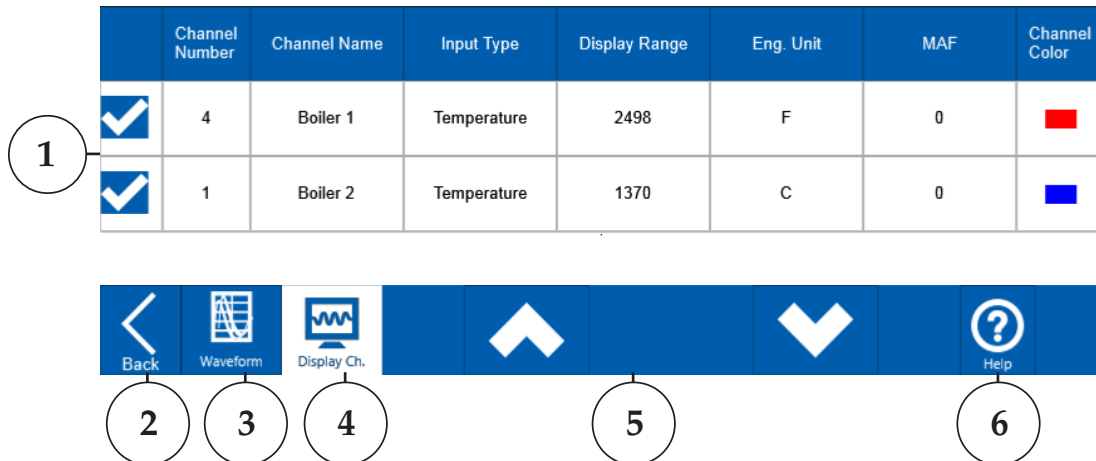 Channel Number Channel Name Input Type Display Range Eng. Unit MAF Channel Color
4 Boiler 1 Temperature 2498 F 0
1
1 Boiler 2 Temperature 1370 C 0
Back Waveform Display Ch. Help
2 3 4 5 6